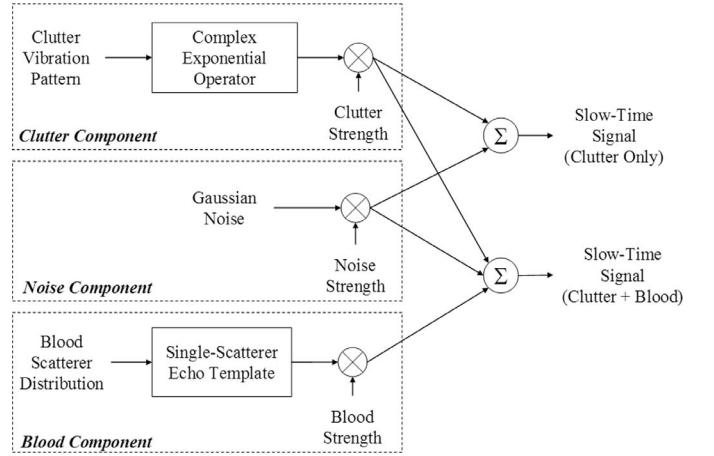 Clutter
Vibration
Pattern
Complex
Exponential
Operator
Clutter
Strength
Clutter Component
Σ
Slow-Time
Signal
(Clutter Only)
Gaussian
Noise
Noise
Strength
Noise Component
Σ
Slow-Time
Signal
(Clutter + Blood)
Blood
Scatterer
Distribution
Single-Scatterer
Echo Template
Blood
Strength
Blood Component